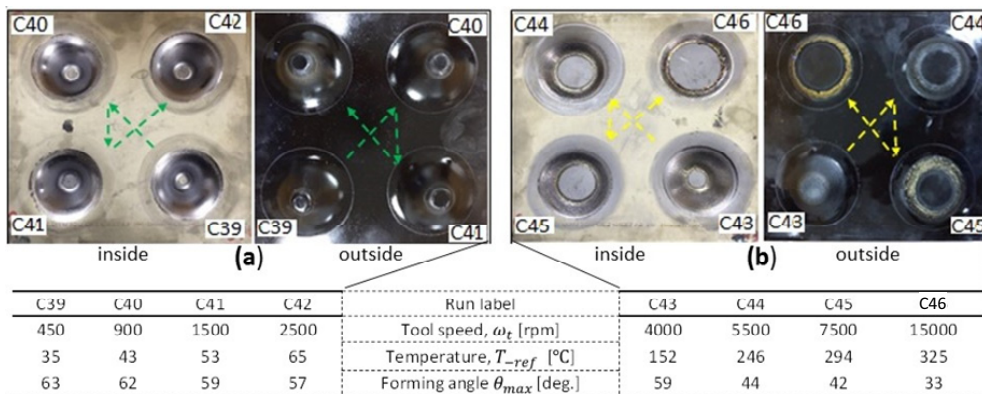 C40 C42 C40 C44 C46 C46 C44
C41 C39 C39 C41 C45 C43 C43 C45
inside (a) outside inside (b) outside
C39 C40 C41 C42 Run label C43 C44 C45 C46
450 900 1500 2500 Tool speed, ωₜ [rpm] 4000 5500 7500 15000
35 43 53 65 Temperature, T₋ref [°C] 152 246 294 325
63 62 59 57 Forming angle θmax [deg.] 59 44 42 33